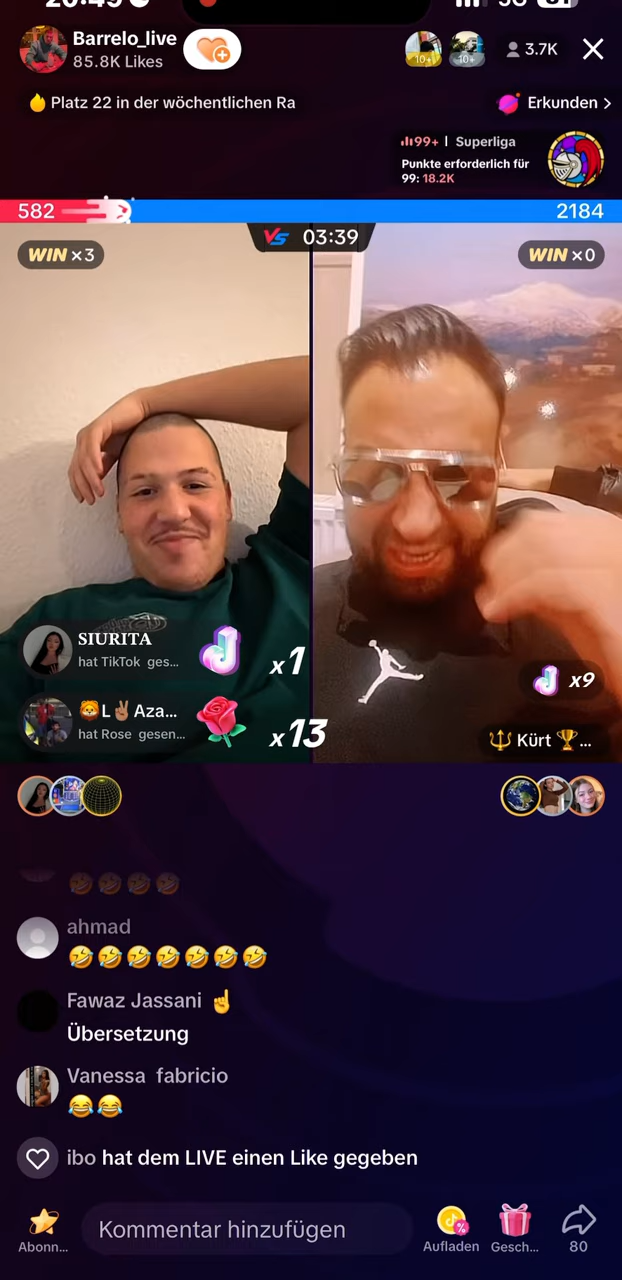 Barrelo_live
85.8K Likes
10+
10+
3.7K
Platz 22 in der wöchentlichen Ra
Erkunden >
99+ | Superliga
Punkte erforderlich für
99: 18.2K
582
2184
VS 03:39
WIN ×3
WIN ×0
SIURITA
hat TikTok ges...
x1
🦁L✌🏽Aza...
hat Rose gesen...
x13
x9
🔱 Kürt 🏆...
🤣🤣🤣🤣
ahmad
🤣🤣🤣🤣🤣🤣🤣
Fawaz Jassani ☝️
Übersetzung
Vanessa fabricio
😂😂
ibo hat dem LIVE einen Like gegeben
Abonn...
Kommentar hinzufügen
Aufladen
Gesch...
80